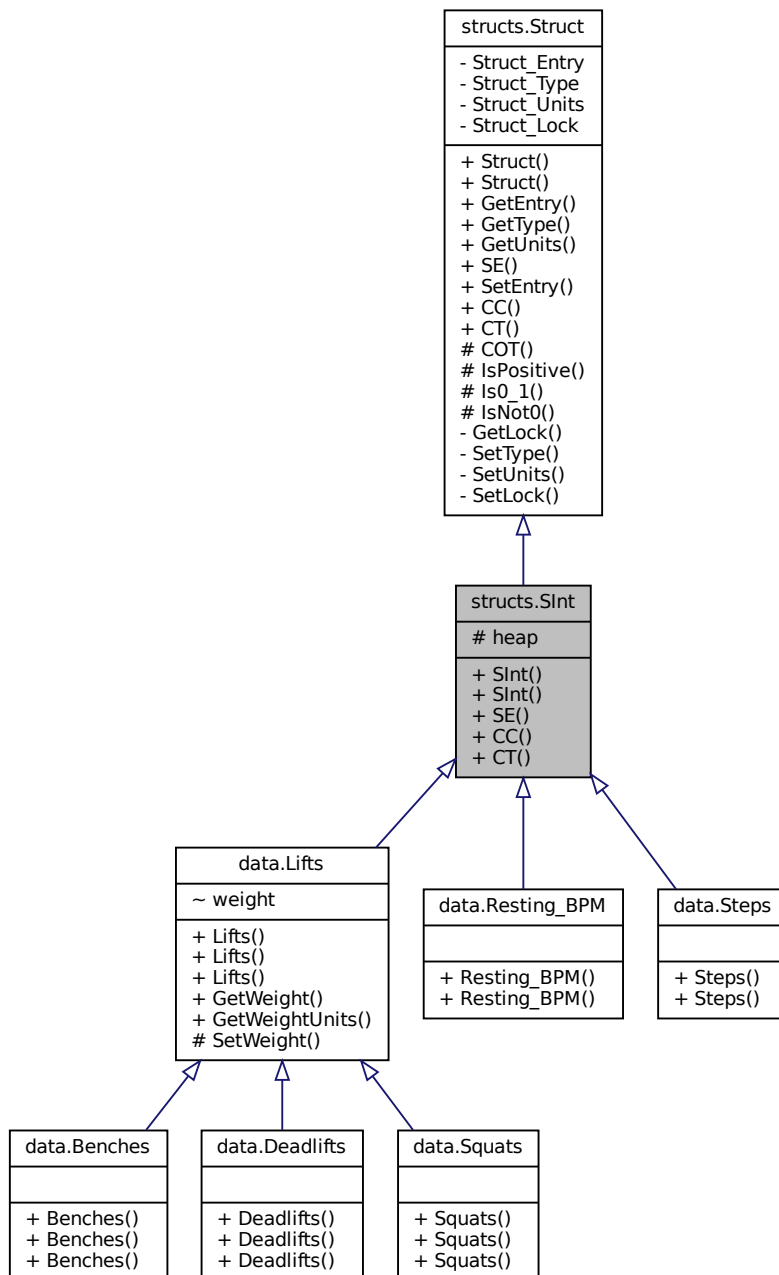 structs.Struct
- Struct_Entry
- Struct_Type
- Struct_Units
- Struct_Lock
+ Struct()
+ Struct()
+ GetEntry()
+ GetType()
+ GetUnits()
+ SE()
+ SetEntry()
+ CC()
+ CT()
# COT()
# IsPositive()
# Is0_1()
# IsNot0()
- GetLock()
- SetType()
- SetUnits()
- SetLock()
structs.SInt
# heap
+ SInt()
+ SInt()
+ SE()
+ CC()
+ CT()
data.Lifts
~ weight
+ Lifts()
+ Lifts()
+ Lifts()
+ GetWeight()
+ GetWeightUnits()
# SetWeight()
data.Resting_BPM
+ Resting_BPM()
+ Resting_BPM()
data.Steps
+ Steps()
+ Steps()
data.Benches
+ Benches()
+ Benches()
+ Benches()
data.Deadlifts
+ Deadlifts()
+ Deadlifts()
+ Deadlifts()
data.Squats
+ Squats()
+ Squats()
+ Squats()